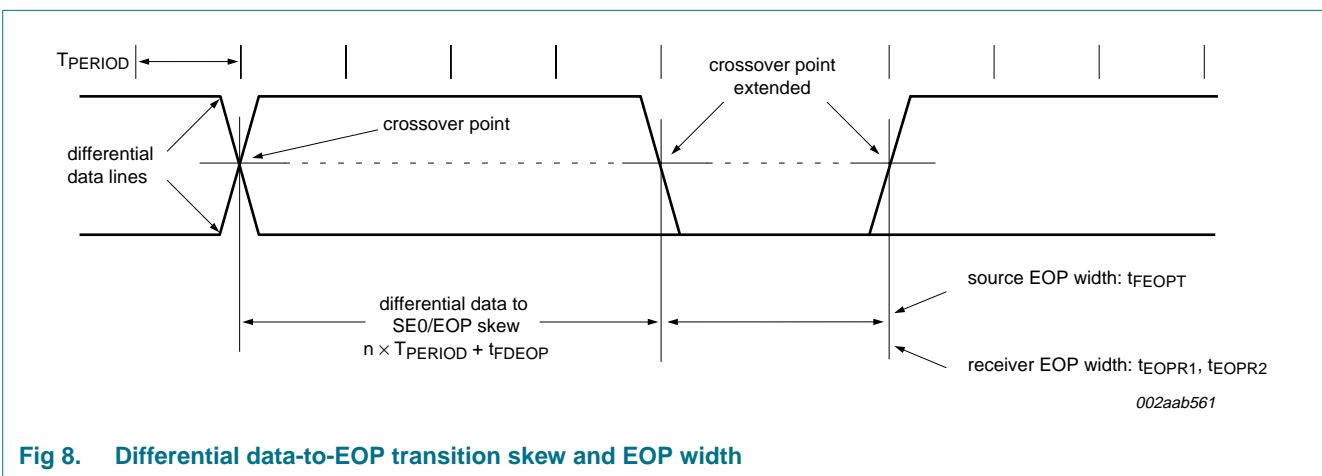 TPERIOD
crossover point
extended
crossover point
differential
data lines
source EOP width: tFEOPT
differential data to
SE0/EOP skew
n × TPERIOD + tFDEOP
receiver EOP width: tEOPR1, tEOPR2
002aab561
Fig 8. Differential data-to-EOP transition skew and EOP width